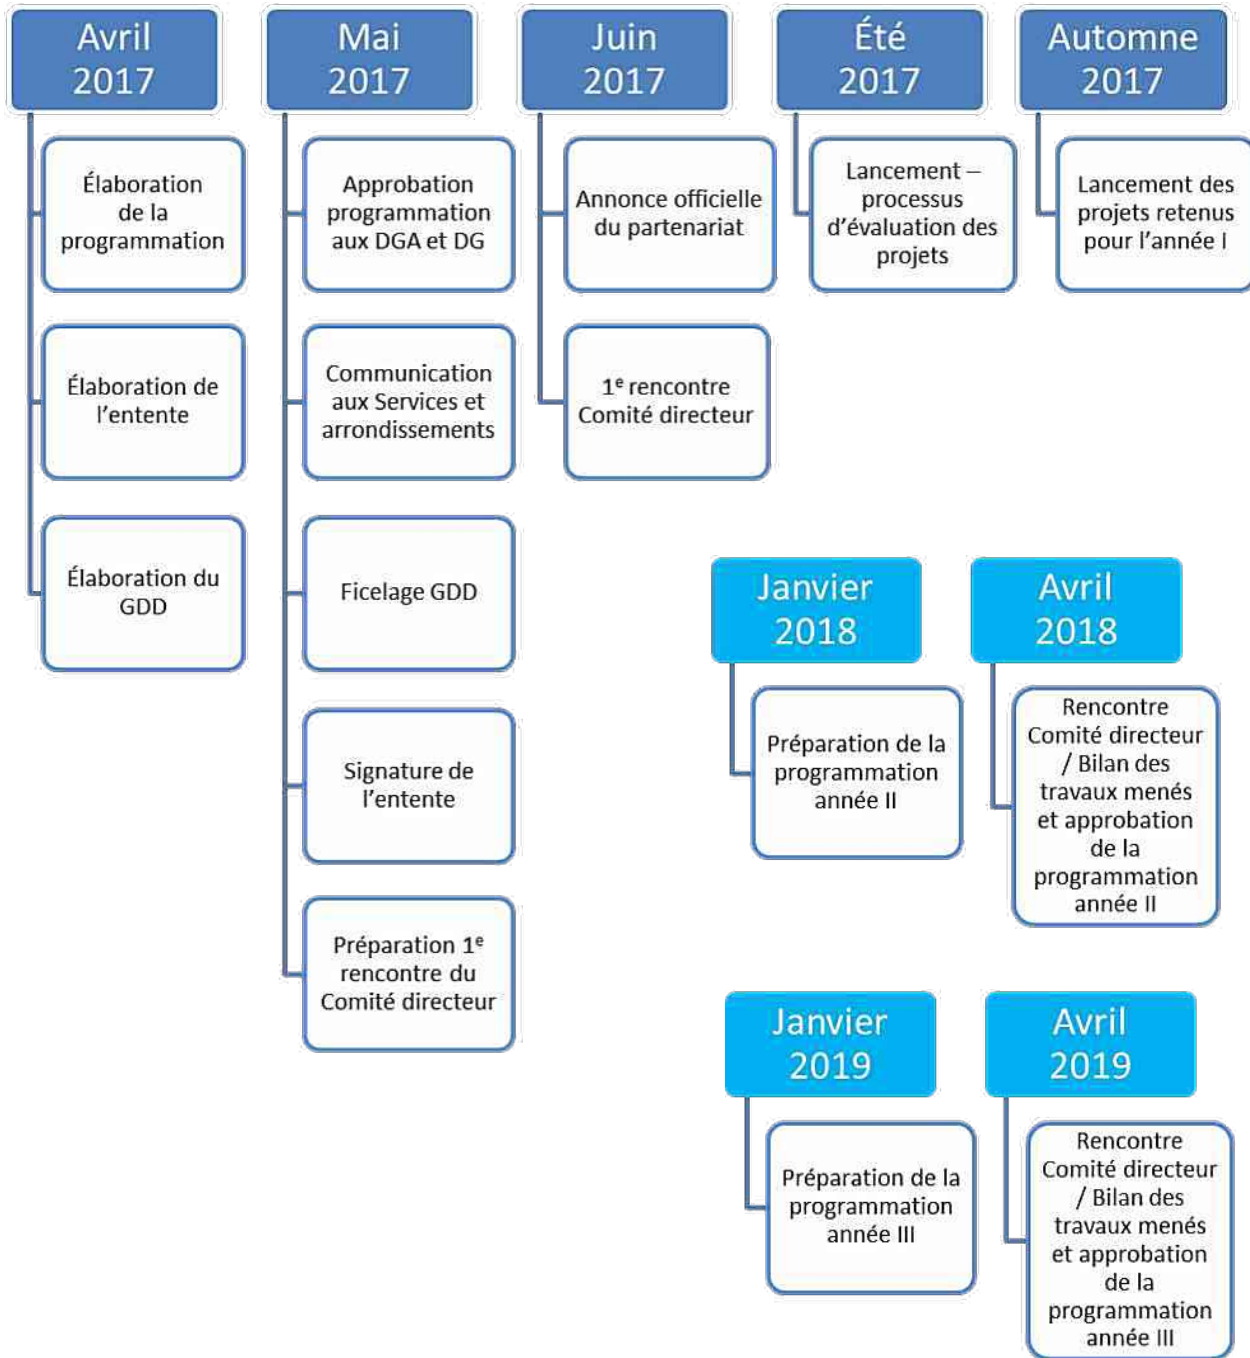 Avril
2017
Élaboration
de la
programmation
Élaboration de
l'entente
Élaboration du
GDD
Mai
2017
Approbation
programmation
aux DGA et DG
Communication
aux Services et
arrondissements
Ficelage GDD
Signature de
l'entente
Préparation 1e
rencontre du
Comité directeur
Juin
2017
Annonce officielle
du partenariat
1e rencontre
Comité directeur
Été
2017
Lancement –
processus
d'évaluation des
projets
Automne
2017
Lancement des
projets retenus
pour l'année I
Janvier
2018
Préparation de la
programmation
année II
Avril
2018
Rencontre
Comité directeur
/ Bilan des
travaux menés
et approbation
de la
programmation
année II
Janvier
2019
Préparation de la
programmation
année III
Avril
2019
Rencontre
Comité directeur
/ Bilan des
travaux menés
et approbation
de la
programmation
année III